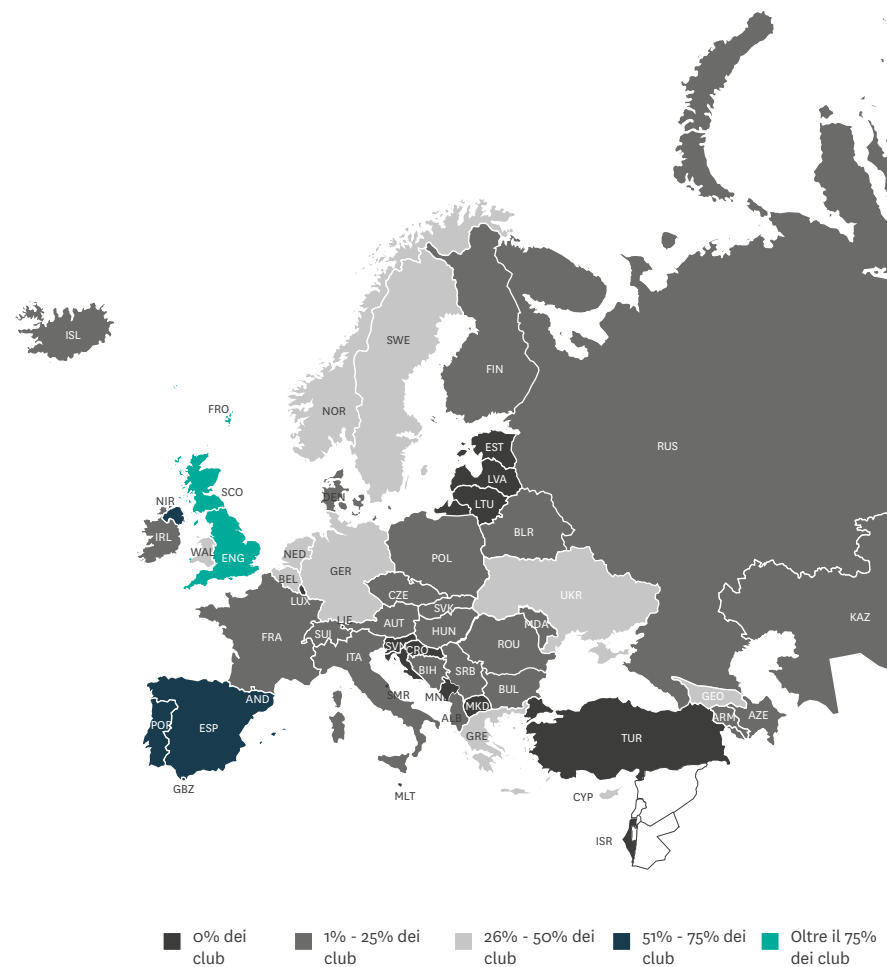 ISL
SWE
FIN
FRO
NOR
RUS
EST
LVA
SCO
DEN
NIR
LTU
BLR
IRL
WAL
ENG
NED
POL
GER
BEL
CZE
UKR
LUX
SVK
KAZ
LIE
AUT
MDA
FRA
SUI
HUN
ROU
ITA
SVN
CRO
BIH
SRB
AND
SMR
MNE
BUL
GEO
POR
ESP
MKD
ALB
ARM
AZE
GRE
TUR
GBZ
MLT
CYP
ISR
0% dei
club
1% - 25% dei
club
26% - 50% dei
club
51% - 75% dei
club
Oltre il 75%
dei club